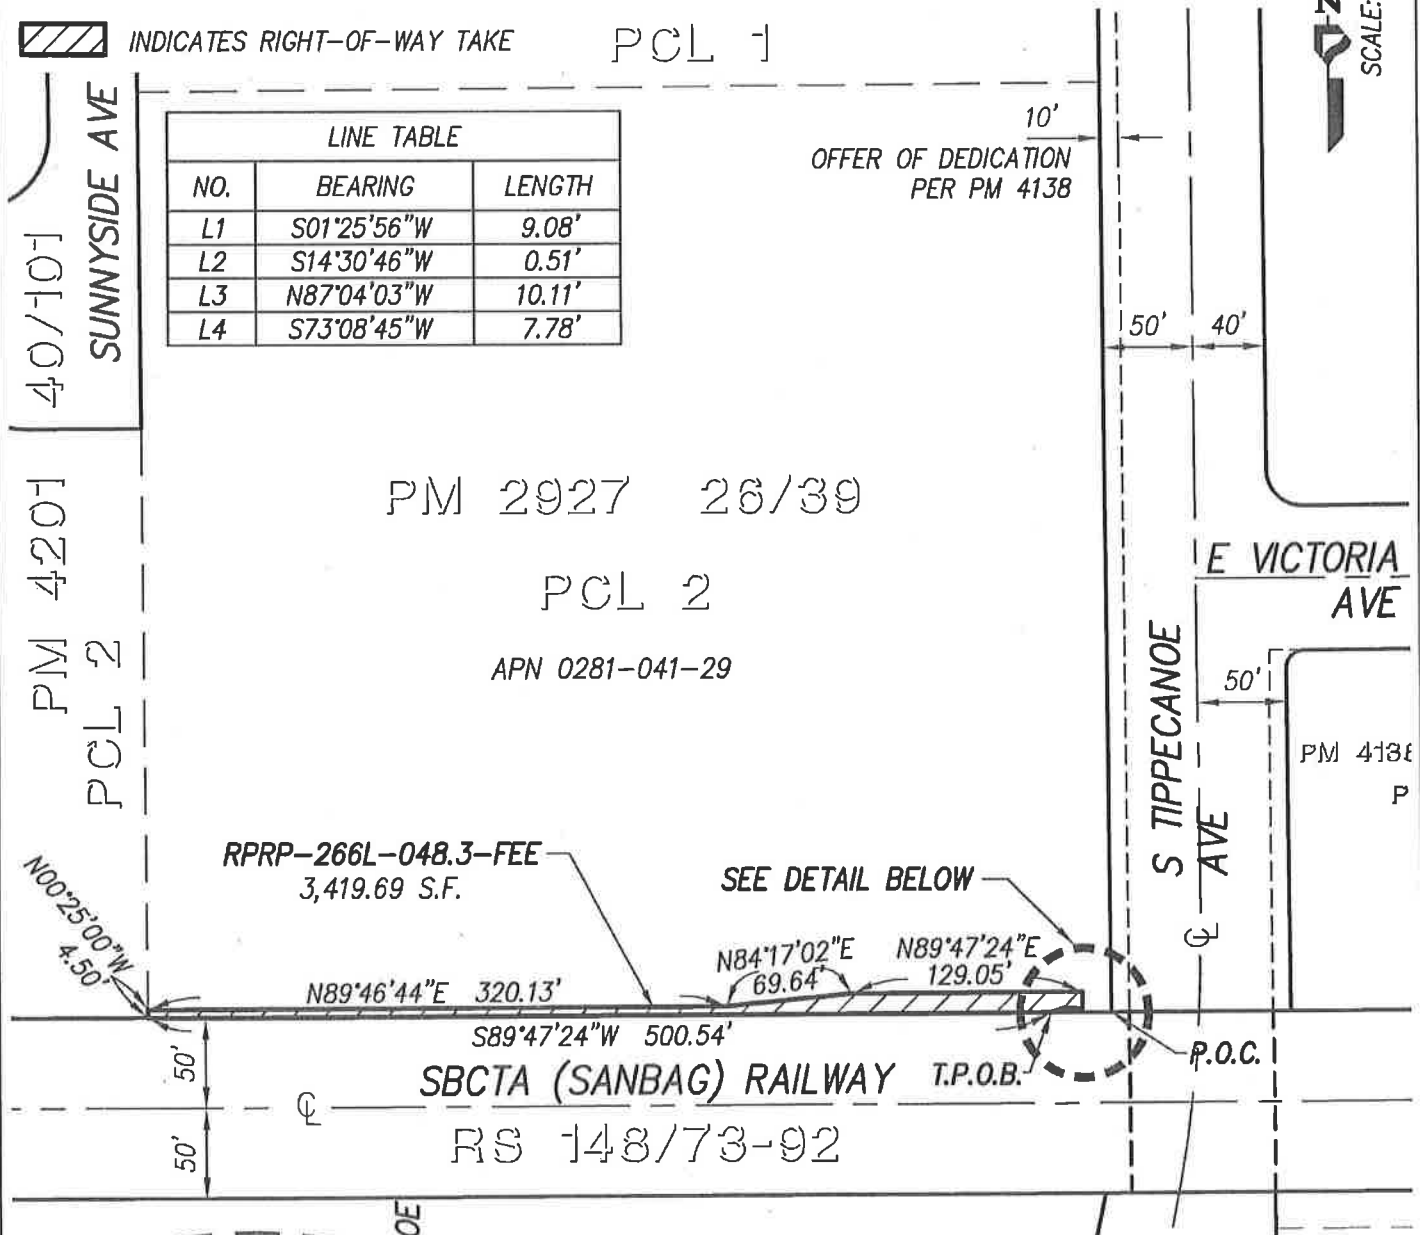 INDICATES RIGHT-OF-WAY TAKE
PCL 1
N
SCALE:
SUNNYSIDE AVE
40/101
LINE TABLE
NO. BEARING LENGTH
L1 S01°25'56"W 9.08'
L2 S14°30'46"W 0.51'
L3 N87°04'03"W 10.11'
L4 S73°08'45"W 7.78'
10'
OFFER OF DEDICATION
PER PM 4138
50' 40'
PM 2927 26/39
PCL 2
APN 0281-041-29
PM 4201
PCL 2
E VICTORIA
AVE
S TIPPECANOE
AVE
50'
PM 4138
P
RPRP-266L-048.3-FEE
3,419.69 S.F.
SEE DETAIL BELOW
N00°25'00"W
4.50'
N84°17'02"E
69.64'
N89°47'24"E
129.05'
N89°46'44"E 320.13'
S89°47'24"W 500.54'
50'
SBCTA (SANBAG) RAILWAY
T.P.O.B.
P.O.C.
℄
℄
50'
RS 148/73-92
OE